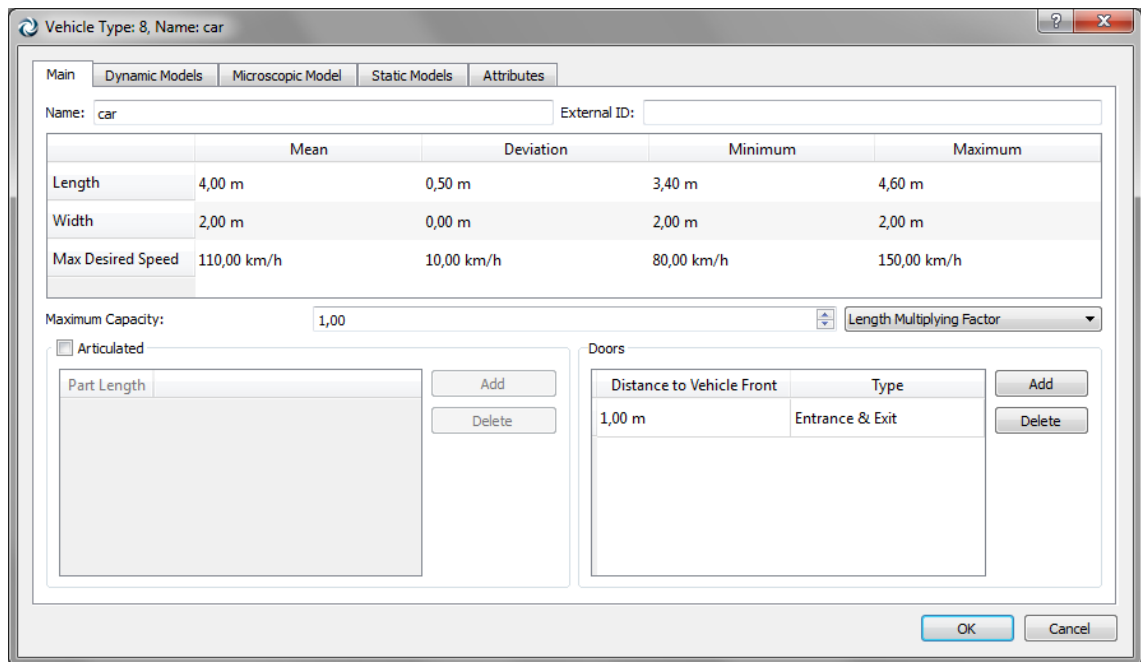 Vehicle Type: 8, Name: car
Main Dynamic Models Microscopic Model Static Models Attributes
Name: car External ID:
Mean Deviation Minimum Maximum
Length 4,00 m 0,50 m 3,40 m 4,60 m
Width 2,00 m 0,00 m 2,00 m 2,00 m
Max Desired Speed 110,00 km/h 10,00 km/h 80,00 km/h 150,00 km/h
Maximum Capacity: 1,00 Length Multiplying Factor
Articulated Doors
Part Length Add Distance to Vehicle Front Type Add
Delete 1,00 m Entrance & Exit Delete
OK Cancel